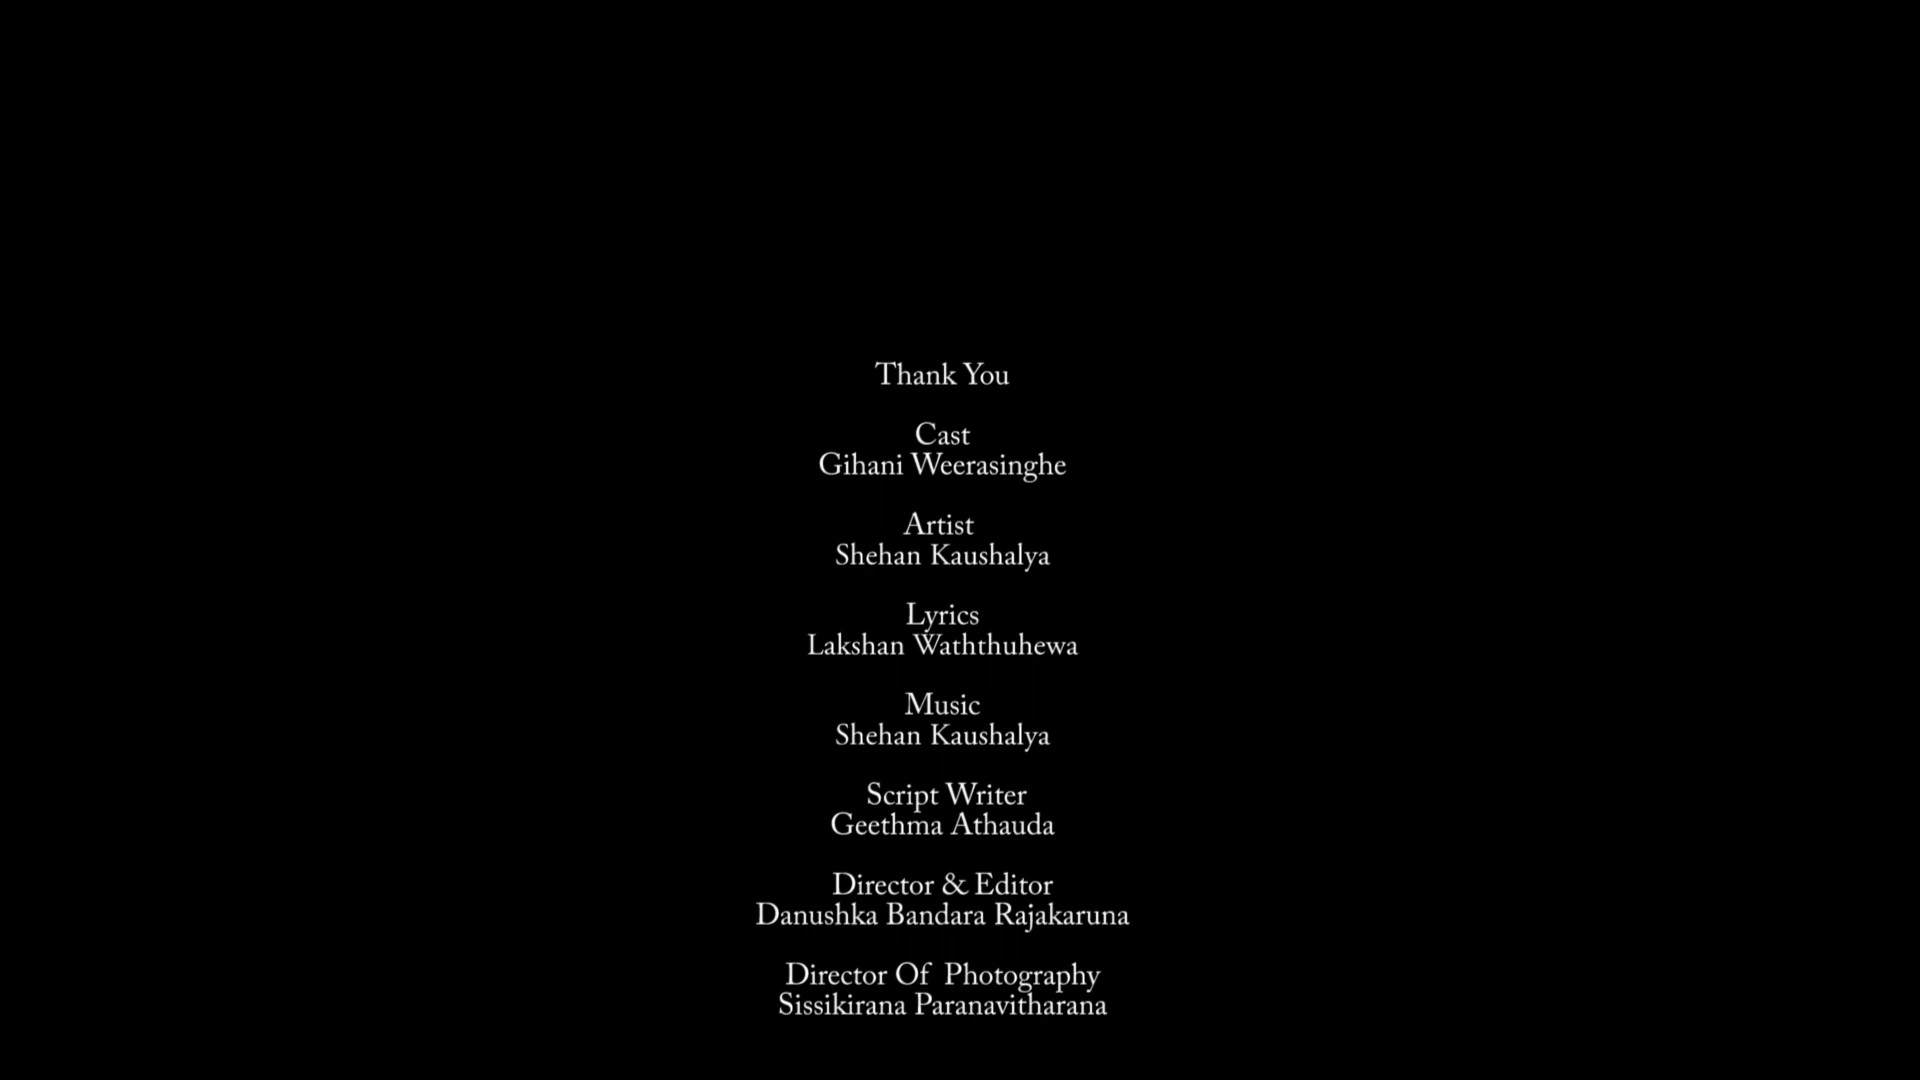 Thank You
Cast
Gihani Weerasinghe
Artist
Shehan Kaushalya
Lyrics
Lakshan Waththuhewa
Music
Shehan Kaushalya
Script Writer
Geethma Athauda
Director & Editor
Danushka Bandara Rajakaruna
Director Of Photography
Sissikirana Paranavitharana